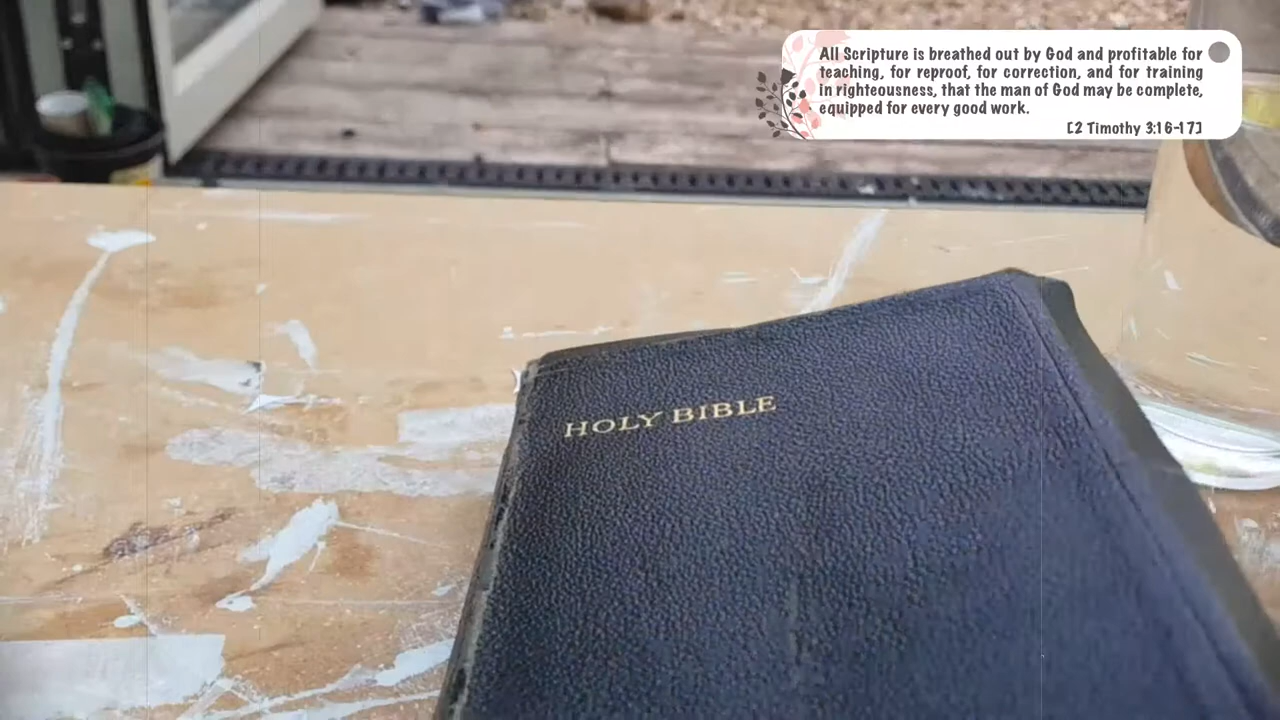 All Scripture is breathed out by God and profitable for
teaching, for reproof, for correction, and for training
in righteousness, that the man of God may be complete,
equipped for every good work.
[2 Timothy 3:16-17]
HOLY BIBLE